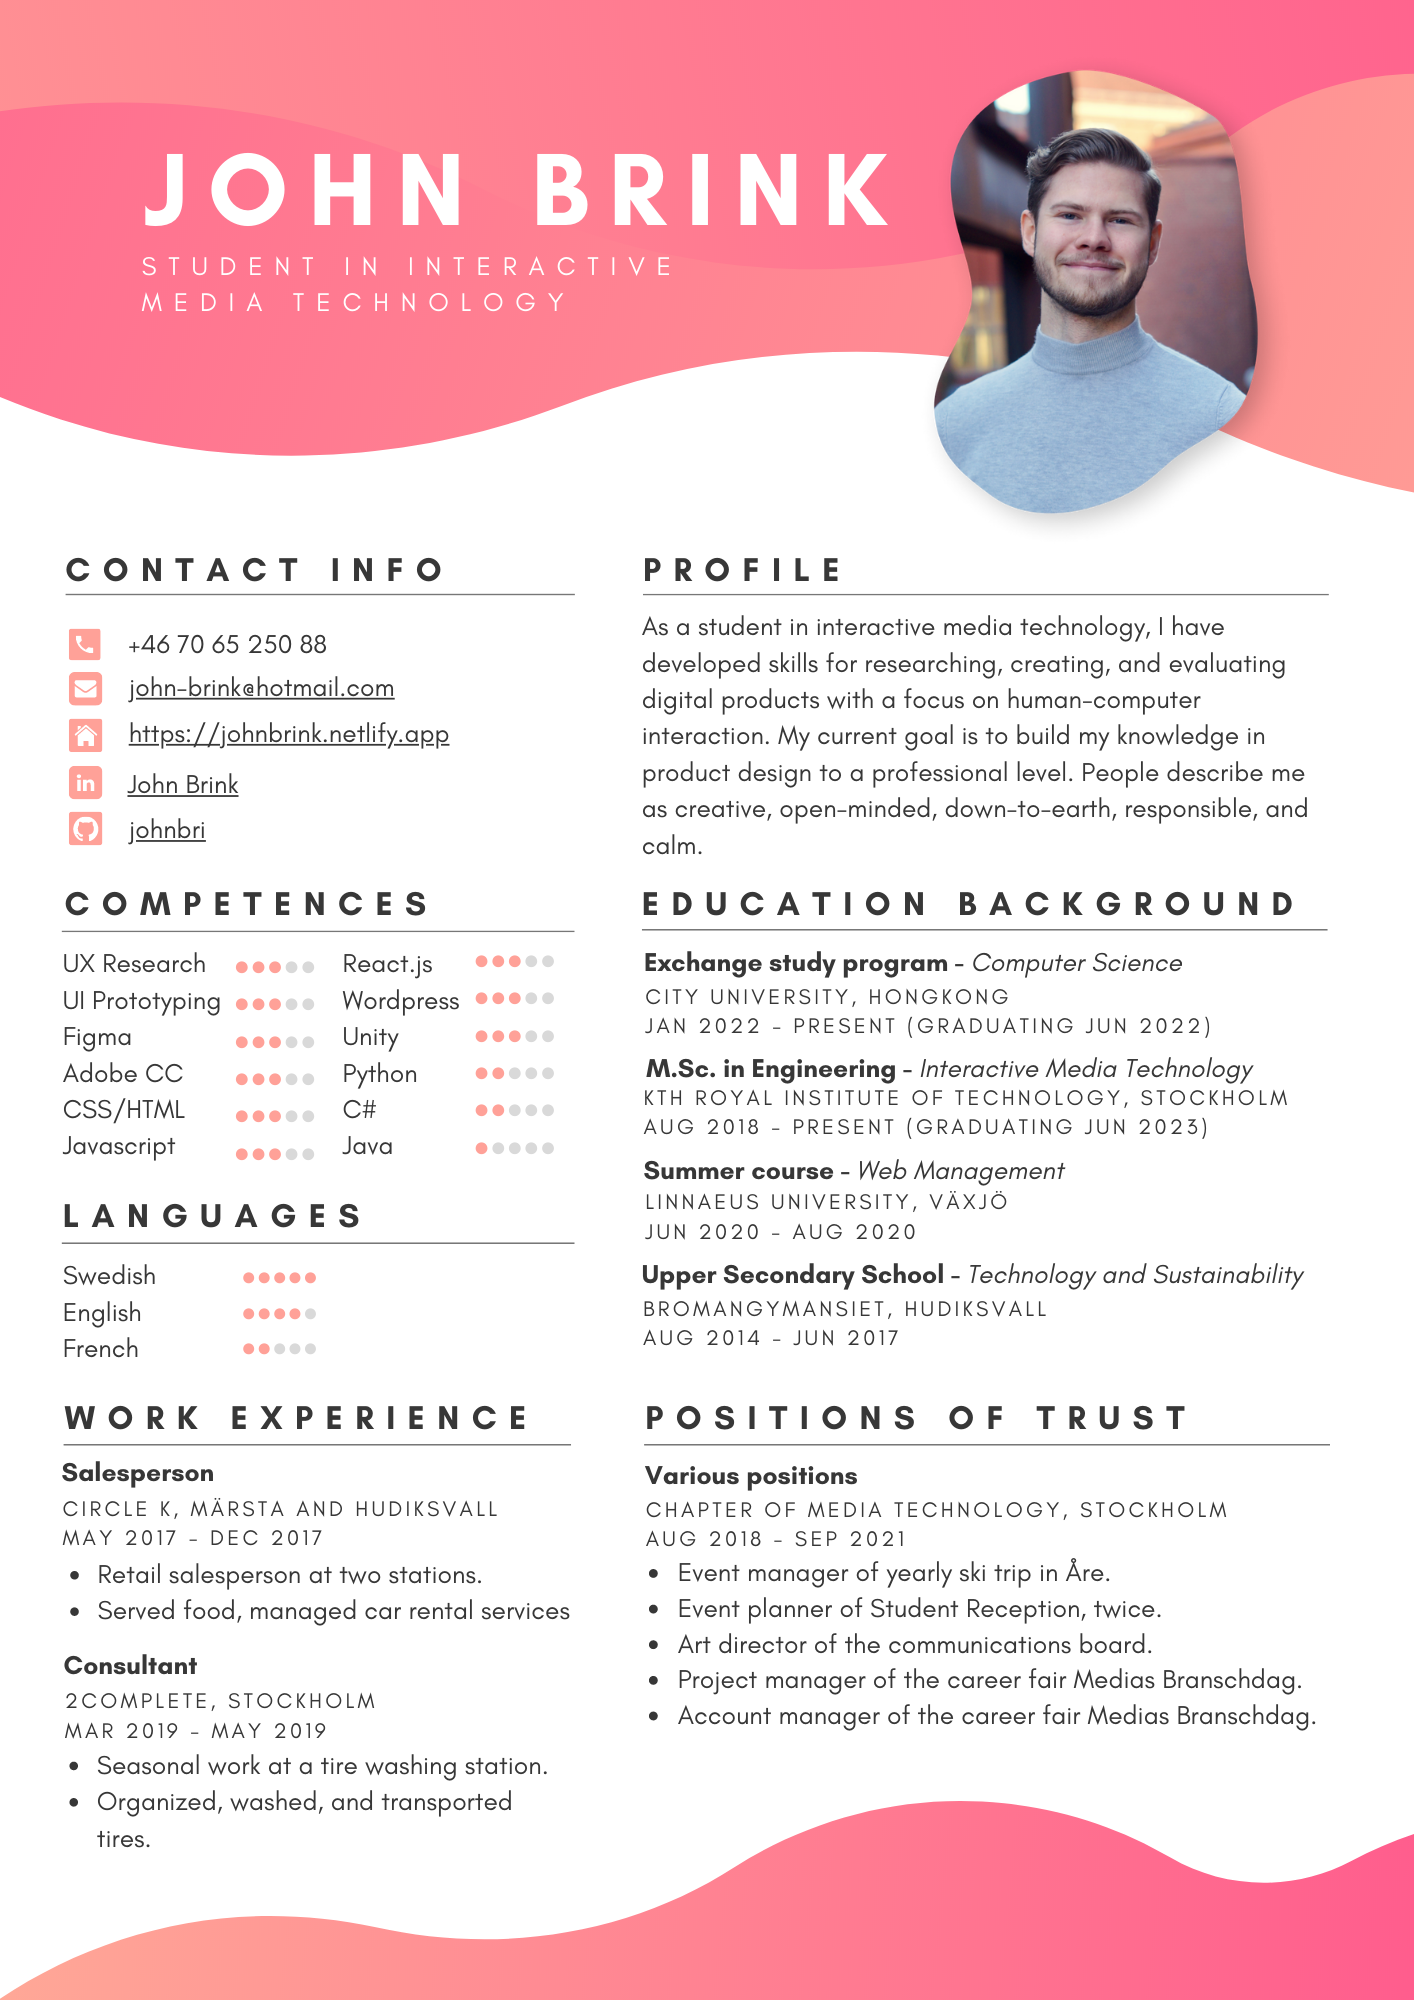 JOHN BRINK
STUDENT IN INTERACTIVE
MEDIA TECHNOLOGY
CONTACT INFO
+46 70 65 250 88
john-brink@hotmail.com
https://johnbrink.netlify.app
in
John Brink
johnbri
PROFILE
As a student in interactive media technology, I have
developed skills for researching, creating, and evaluating
digital products with a focus on human-computer
interaction. My current goal is to build my knowledge in
product design to a professional level. People describe me
as creative, open-minded, down-to-earth, responsible, and
calm.
COMPETENCES
UX Research
UI Prototyping
Figma
Adobe CC
CSS/HTML
Javascript
React.js
Wordpress
Unity
Python
C#
Java
LANGUAGES
Swedish
English
French
EDUCATION BACKGROUND
Exchange study program - Computer Science
CITY UNIVERSITY, HONGKONG
JAN 2022 - PRESENT (GRADUATING JUN 2022)
M.Sc. in Engineering - Interactive Media Technology
KTH ROYAL INSTITUTE OF TECHNOLOGY, STOCKHOLM
AUG 2018 - PRESENT (GRADUATING JUN 2023)
Summer course - Web Management
LINNAEUS UNIVERSITY, VÄXJÖ
JUN 2020 - AUG 2020
Upper Secondary School - Technology and Sustainability
BROMANGYMANSIET, HUDIKSVALL
AUG 2014 - JUN 2017
WORK EXPERIENCE
Salesperson
CIRCLE K, MÄRSTA AND HUDIKSVALL
MAY 2017 - DEC 2017
• Retail salesperson at two stations.
• Served food, managed car rental services
Consultant
2COMPLETE, STOCKHOLM
MAR 2019 - MAY 2019
• Seasonal work at a tire washing station.
• Organized, washed, and transported
tires.
POSITIONS OF TRUST
Various positions
CHAPTER OF MEDIA TECHNOLOGY, STOCKHOLM
AUG 2018 - SEP 2021
• Event manager of yearly ski trip in Åre.
• Event planner of Student Reception, twice.
• Art director of the communications board.
• Project manager of the career fair Medias Branschdag.
• Account manager of the career fair Medias Branschdag.